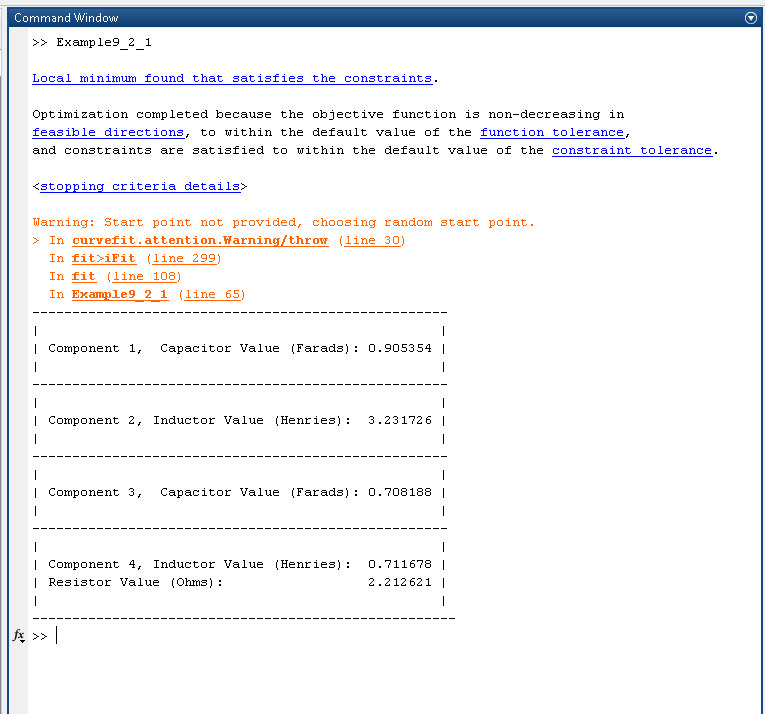 Command Window
>> Example9_2_1
Local minimum found that satisfies the constraints.
Optimization completed because the objective function is non-decreasing in
feasible directions, to within the default value of the function tolerance,
and constraints are satisfied to within the default value of the constraint tolerance.
<stopping criteria details>
Warning: Start point not provided, choosing random start point.
> In curvefit.attention.Warning/throw (line 30)
In fit>iFit (line 299)
In fit (line 108)
In Example9_2_1 (line 65)
-----------------------------------------------------
| |
| Component 1,  Capacitor Value (Farads): 0.905354 |
| |
-----------------------------------------------------
| |
| Component 2, Inductor Value (Henries):  3.231726 |
| |
-----------------------------------------------------
| |
| Component 3,  Capacitor Value (Farads): 0.708188 |
| |
-----------------------------------------------------
| |
| Component 4, Inductor Value (Henries):  0.711678 |
| Resistor Value (Ohms):                  2.212621 |
| |
------------------------------------------------------
fx >>